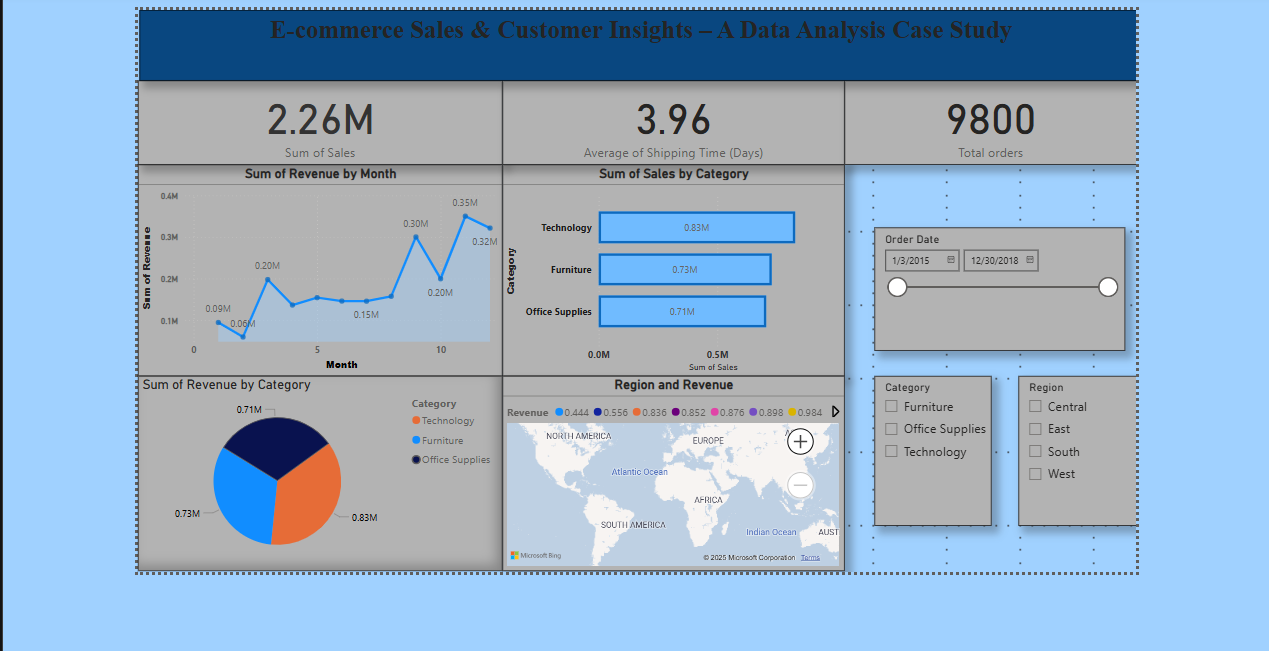 E-commerce Sales & Customer Insights – A Data Analysis Case Study
2.26M
Sum of Sales
3.96
Average of Shipping Time (Days)
9800
Total orders
Sum of Revenue by Month
Sum of Revenue
0.4M
0.3M
0.2M
0.1M
0.09M
0.06M
0.20M
0.15M
0.30M
0.20M
0.35M
0.32M
0
5
10
Month
Sum of Sales by Category
Category
Technology
0.83M
Furniture
0.73M
Office Supplies
0.71M
0.0M
0.5M
Sum of Sales
Order Date
1/3/2015
12/30/2018
Sum of Revenue by Category
0.71M
0.73M
0.83M
Category
Technology
Furniture
Office Supplies
Region and Revenue
Revenue 0.444 0.556 0.836 0.852 0.876 0.898 0.984
NORTH AMERICA
EUROPE
Atlantic Ocean
AFRICA
SOUTH AMERICA
Indian Ocean
AUST
Microsoft Bing
© 2025 Microsoft Corporation Terms
Category
Furniture
Office Supplies
Technology
Region
Central
East
South
West